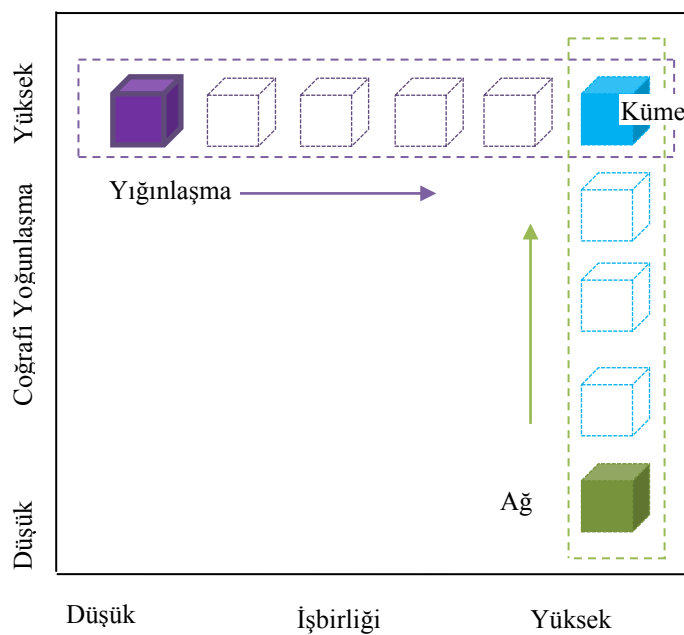 Yüksek
Küme
Yığınlaşma
Coğrafi Yoğunlaşma
Ağ
Düşük
Düşük
İşbirliği
Yüksek